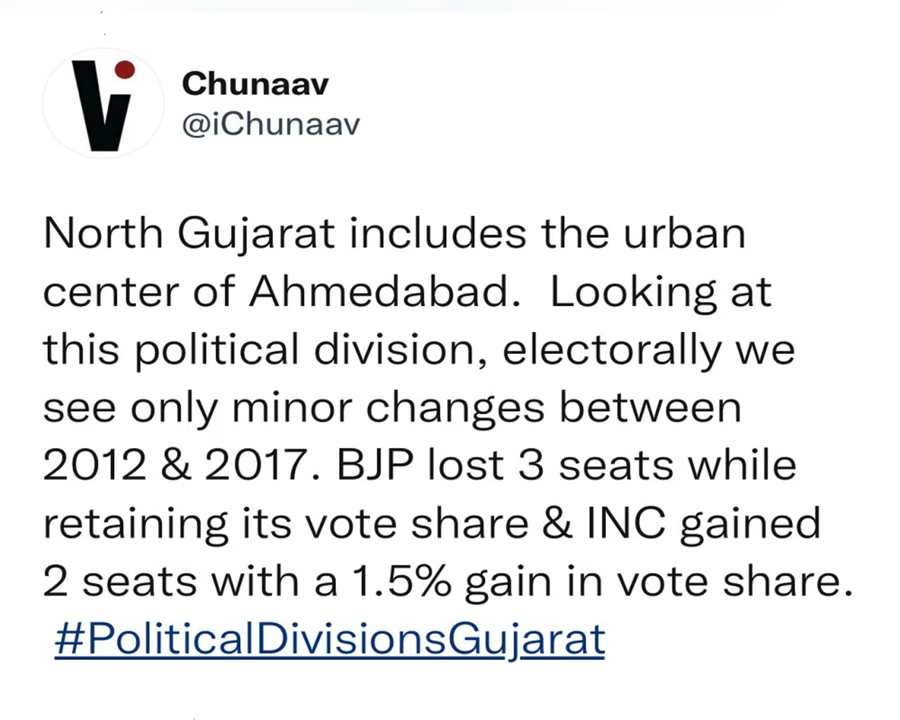 Chunaav
@iChunaav
North Gujarat includes the urban
center of Ahmedabad.  Looking at
this political division, electorally we
see only minor changes between
2012 & 2017. BJP lost 3 seats while
retaining its vote share & INC gained
2 seats with a 1.5% gain in vote share.
#PoliticalDivisionsGujarat